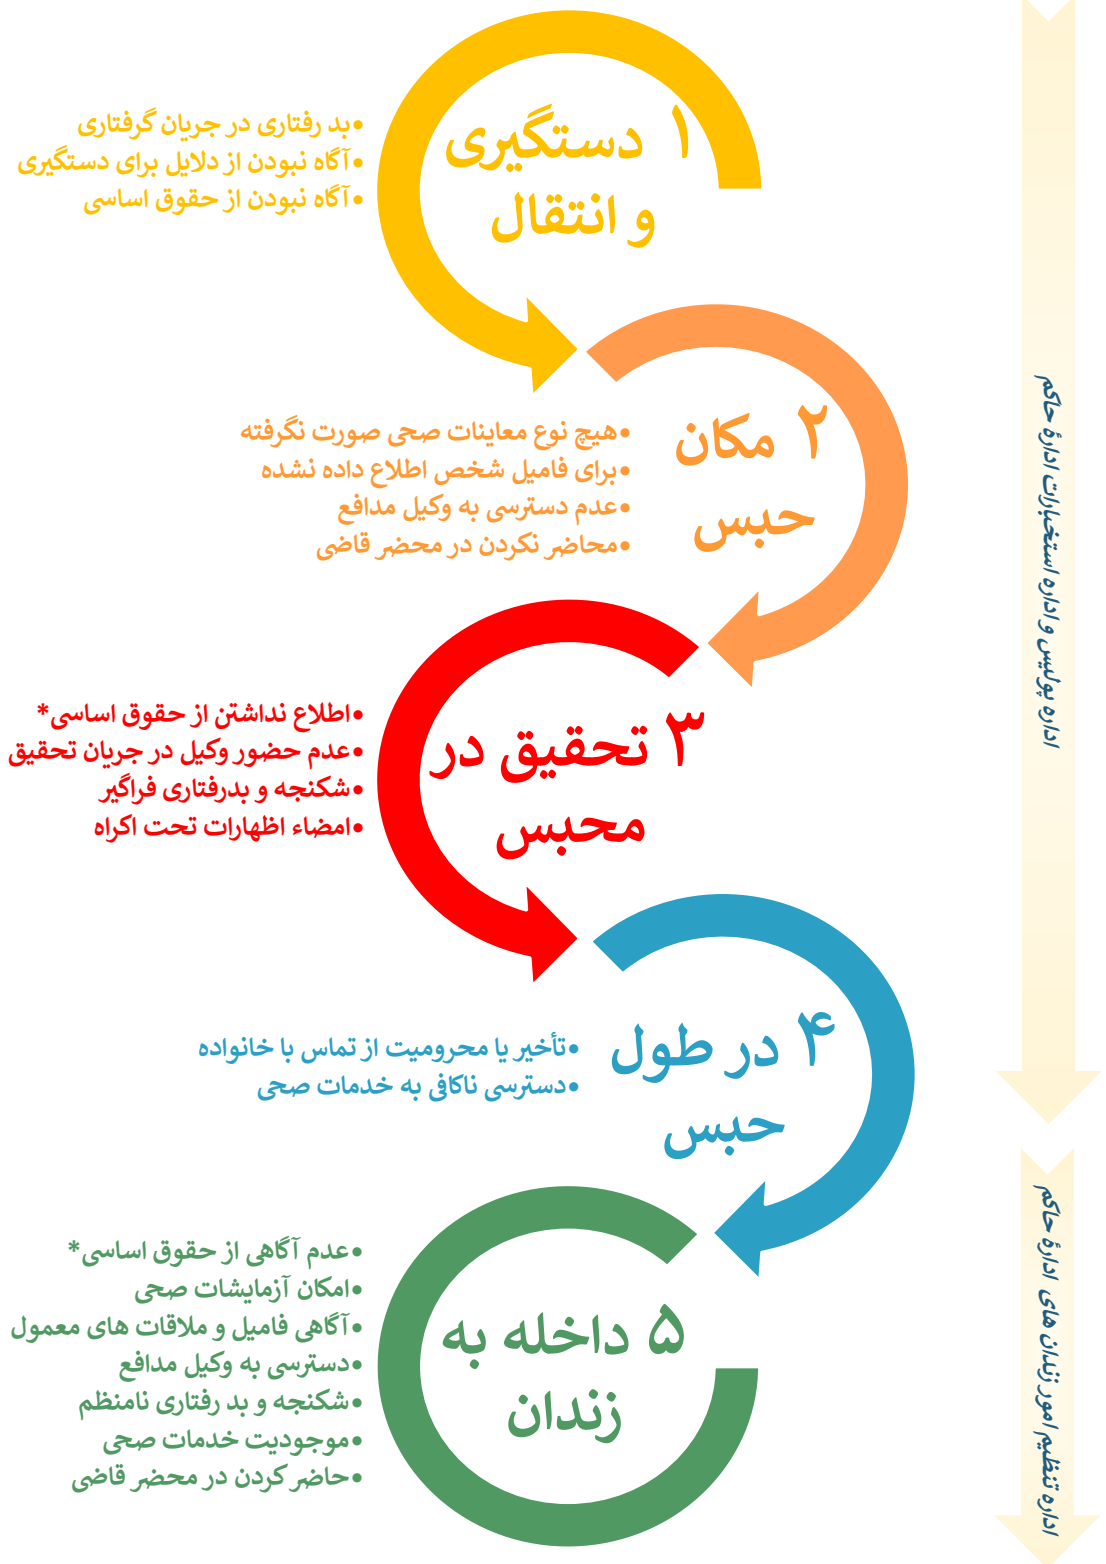 ۱ دستگیری
و انتقال
•بد رفتاری در جریان گرفتاری
•آگاه نبودن از دلایل برای دستگیری
•آگاه نبودن از حقوق اساسی
۲ مکان
حبس
•هیچ نوع معاینات صحی صورت نگرفته
•برای فامیل شخص اطلاع داده نشده
•عدم دسترسی به وکیل مدافع
•محاضر نکردن در محضر قاضی
۳ تحقیق در
محبس
•اطلاع نداشتن از حقوق اساسی*
•عدم حضور وکیل در جریان تحقیق
•شکنجه و بدرفتاری فراگیر
•امضاء اظهارات تحت اکراه
۴ در طول
حبس
•تأخیر یا محرومیت از تماس با خانواده
•دسترسی ناکافی به خدمات صحی
۵ داخله به
زندان
•عدم آگاهی از حقوق اساسی*
•امکان آزمایشات صحی
•آگاهی فامیل و ملاقات های معمول
•دسترسی به وکیل مدافع
•شکنجه و بد رفتاری نامنظم
•موجودیت خدمات صحی
•حاضر کردن در محضر قاضی
اداره پولیس و اداره استخبارات ادارۀ حاکم
اداره تنظیم امور زندان های ادارۀ حاکم